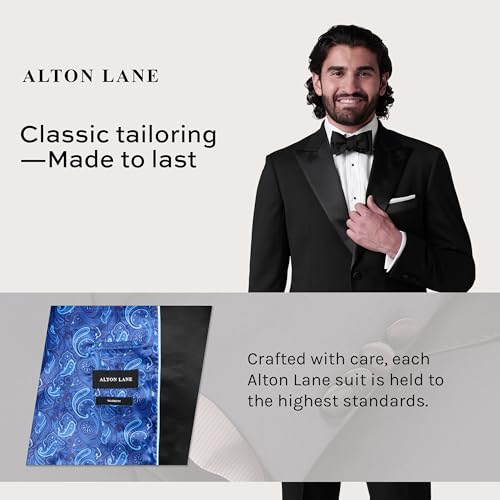 ALTON LANE
Classic tailoring
—Made to last
ALTON LANE
Crafted with care, each
Alton Lane suit is held to
the highest standards.